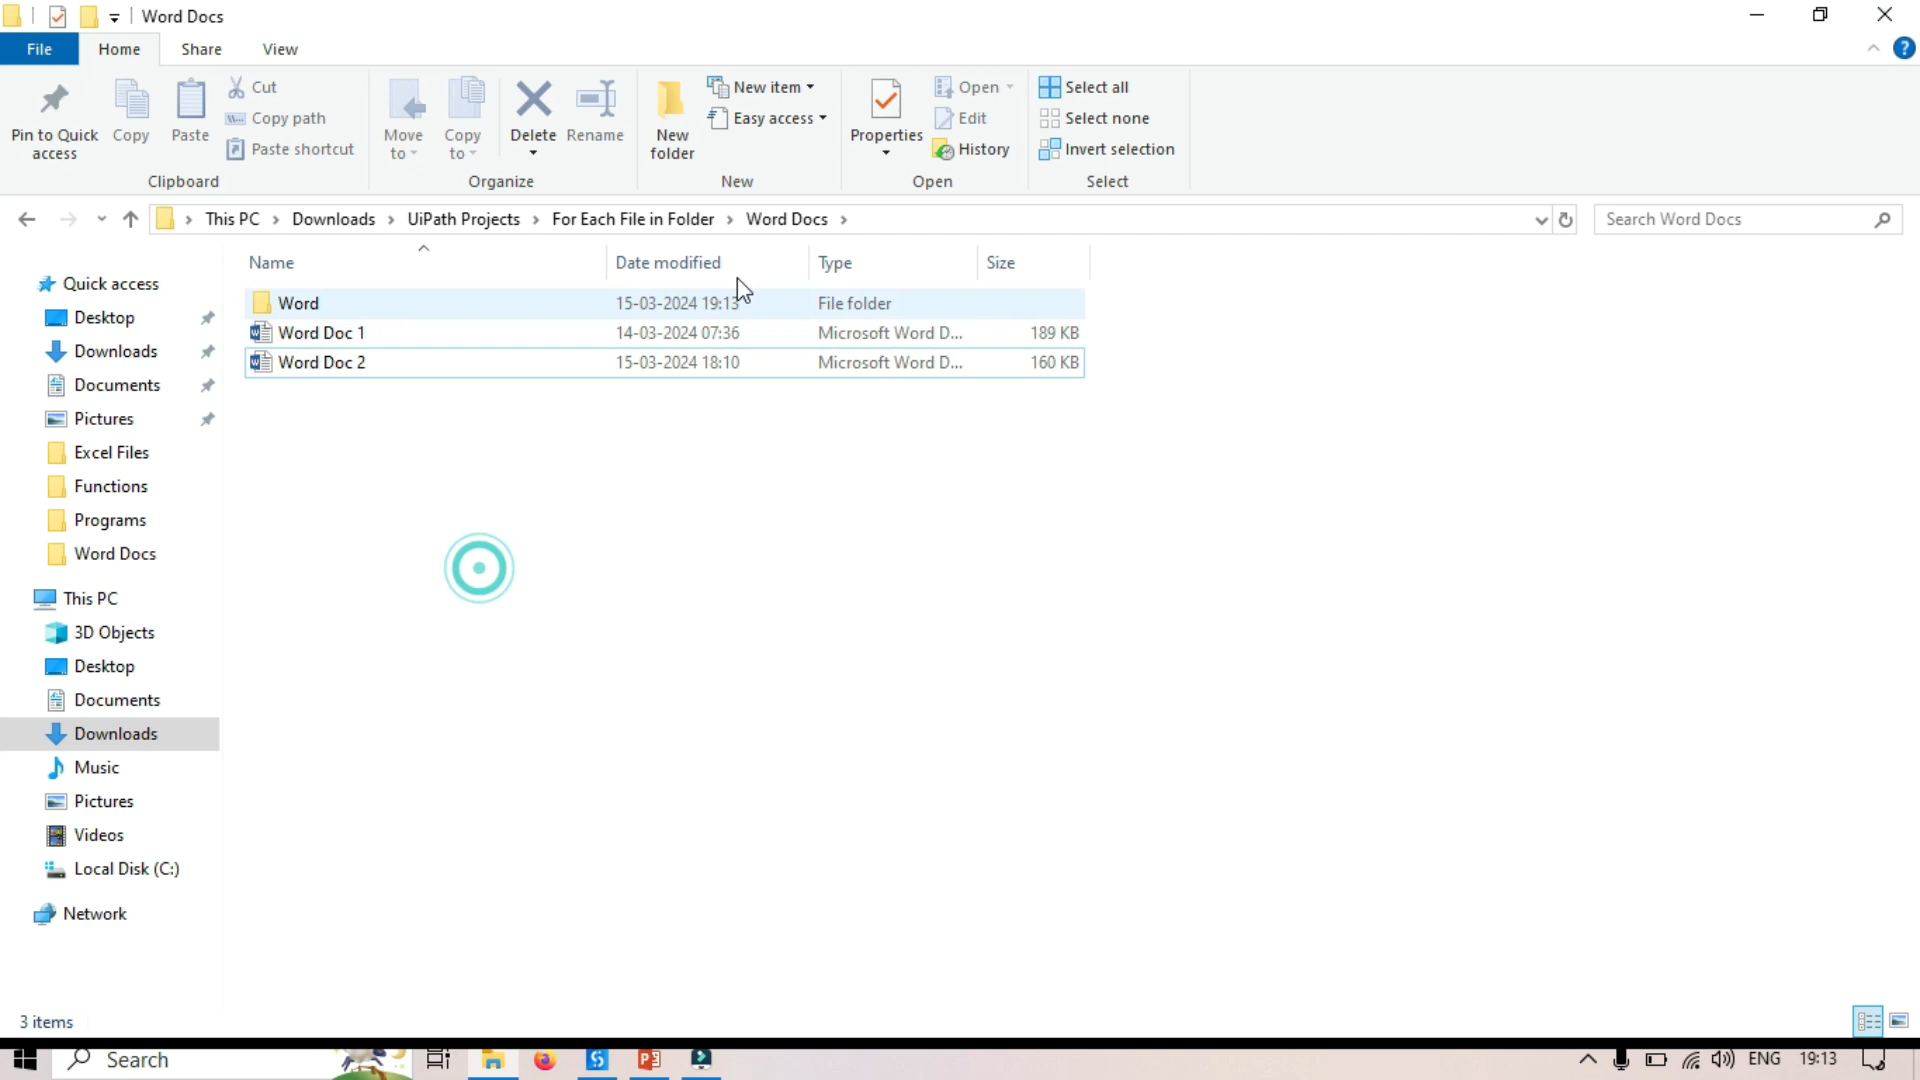 Word Docs
File Home Share View
Pin to Quick access
Copy
Paste
Cut
Copy path
Paste shortcut
Clipboard
Move to
Copy to
Delete
Rename
Organize
New folder
New item
Easy access
New
Properties
Open
Edit
History
Open
Select all
Select none
Invert selection
Select
This PC > Downloads > UiPath Projects > For Each File in Folder > Word Docs >
Search Word Docs
Name Date modified Type Size
Word 15-03-2024 19:13 File folder
Word Doc 1 14-03-2024 07:36 Microsoft Word D... 189 KB
Word Doc 2 15-03-2024 18:10 Microsoft Word D... 160 KB
Quick access
Desktop
Downloads
Documents
Pictures
Excel Files
Functions
Programs
Word Docs
This PC
3D Objects
Desktop
Documents
Downloads
Music
Pictures
Videos
Local Disk (C:)
Network
3 items
Search
ENG 19:13